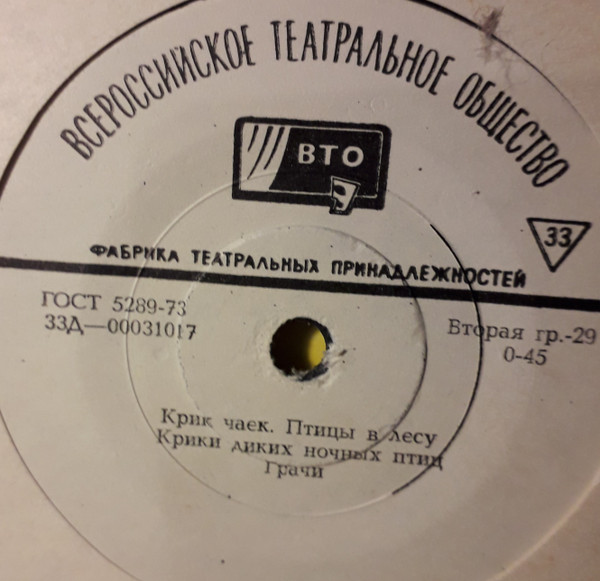 ВСЕРОССИЙСКОЕ ТЕАТРАЛЬНОЕ ОБЩЕСТВО
ВТО
33
ФАБРИКА ТЕАТРАЛЬНЫХ ПРИНАДЛЕЖНОСТЕЙ
ГОСТ 5289-73
33Д—00031017
Вторая гр.-29
0-45
Крик чаек. Птицы в лесу
Крики диких ночных птиц
Грачи